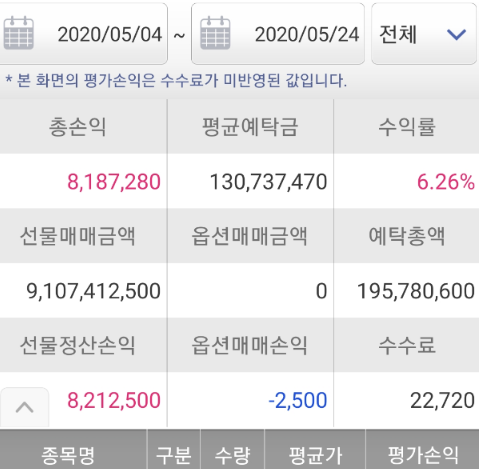 2020/05/04 ~ 2020/05/24 전체
* 본 화면의 평가손익은 수수료가 미반영된 값입니다.
총손익 평균예탁금 수익률
8,187,280 130,737,470 6.26%
선물매매금액 옵션매매금액 예탁총액
9,107,412,500 0 195,780,600
선물정산손익 옵션매매손익 수수료
8,212,500 -2,500 22,720
종목명 구분 수량 평균가 평가손익